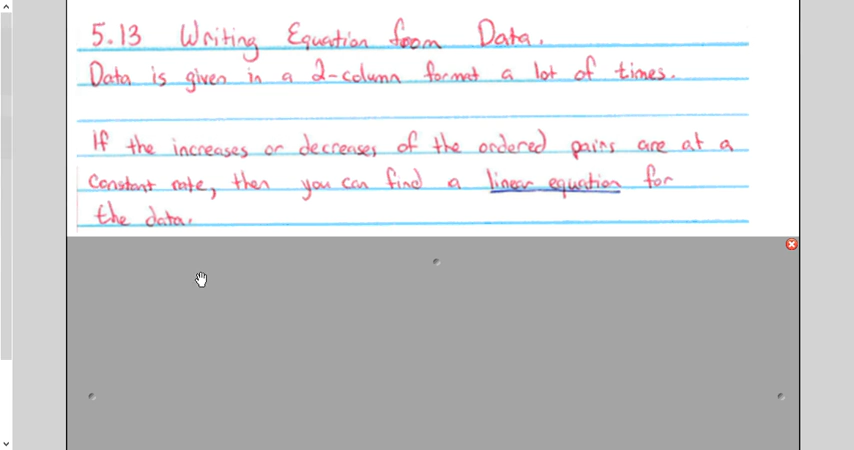 5.13 Writing Equation from Data.
Data is given in a 2-column format a lot of times.
If the increases or decreases of the ordered pairs are at a
constant rate, then you can find a linear equation for
the data.